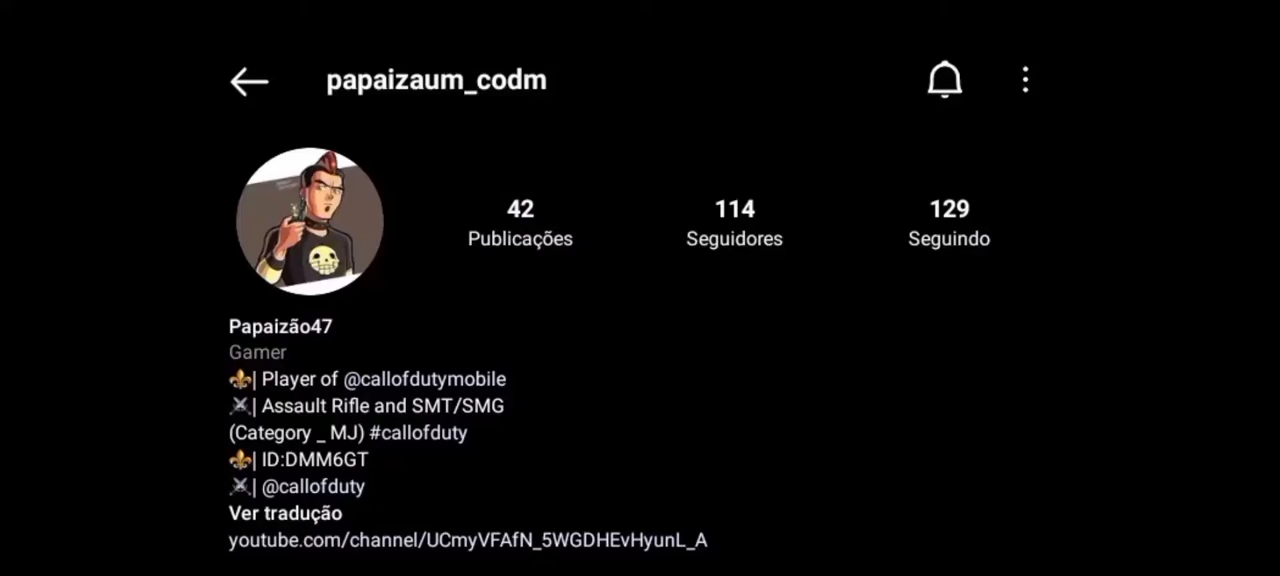 papaizaum_codm
42 114 129
Publicações Seguidores Seguindo
Papaizão47
Gamer
⚜️| Player of @callofdutymobile
⚔️| Assault Rifle and SMT/SMG
(Category _ MJ) #callofduty
⚜️| ID:DMM6GT
⚔️| @callofduty
Ver tradução
youtube.com/channel/UCmyVFAfN_5WGDHEvHyunL_A